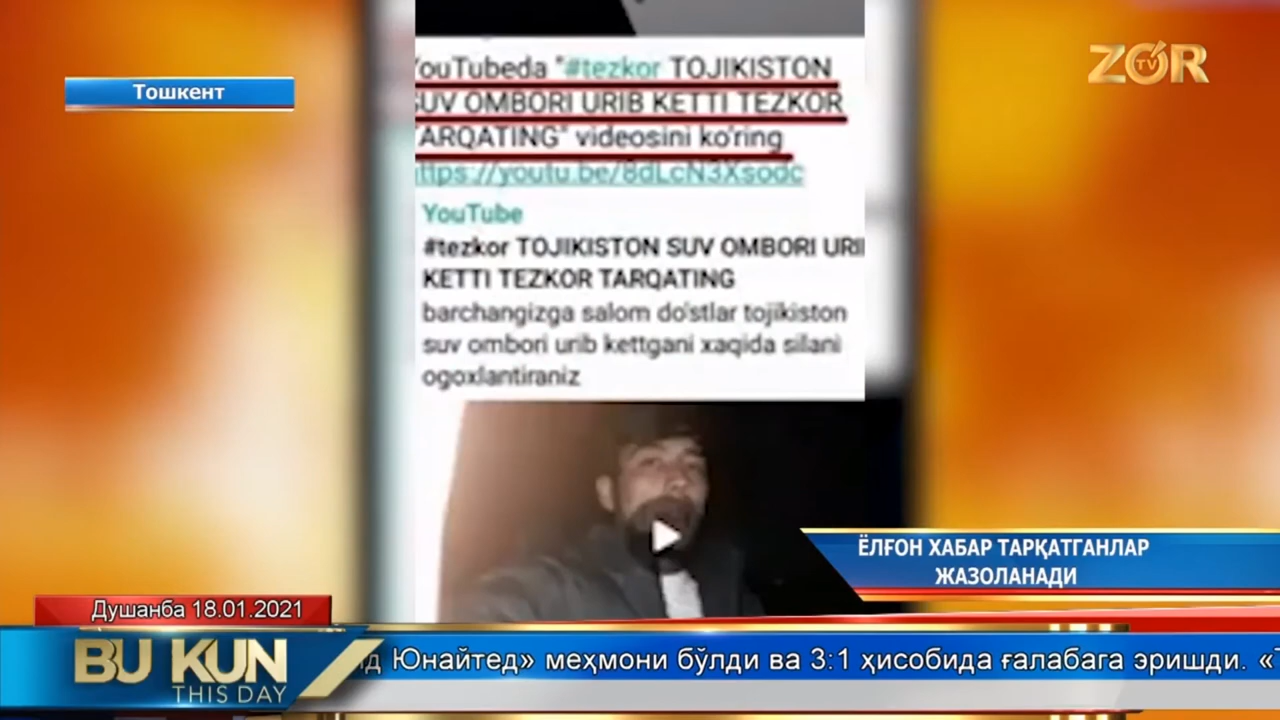 YouTubeda "#tezkor TOJIKISTON
SUV OMBORI URIB KETTI TEZKOR
TARQATING" videosini ko'ring
https://youtu.be/8dLcN3Xsodc
YouTube
#tezkor TOJIKISTON SUV OMBORI URI
KETTI TEZKOR TARQATING
barchangizga salom do'stlar tojikiston
suv ombori urib kettgani xaqida silani
ogoxlantiraniz
Тошкент
ZÓR TV
ЁЛҒОН ХАБАР ТАРҚАТГАНЛАР
ЖАЗОЛАНАДИ
Душанба 18.01.2021
BU KUN
THIS DAY
Юнайтед» меҳмони бўлди ва 3:1 ҳисобида ғалабага эришди.